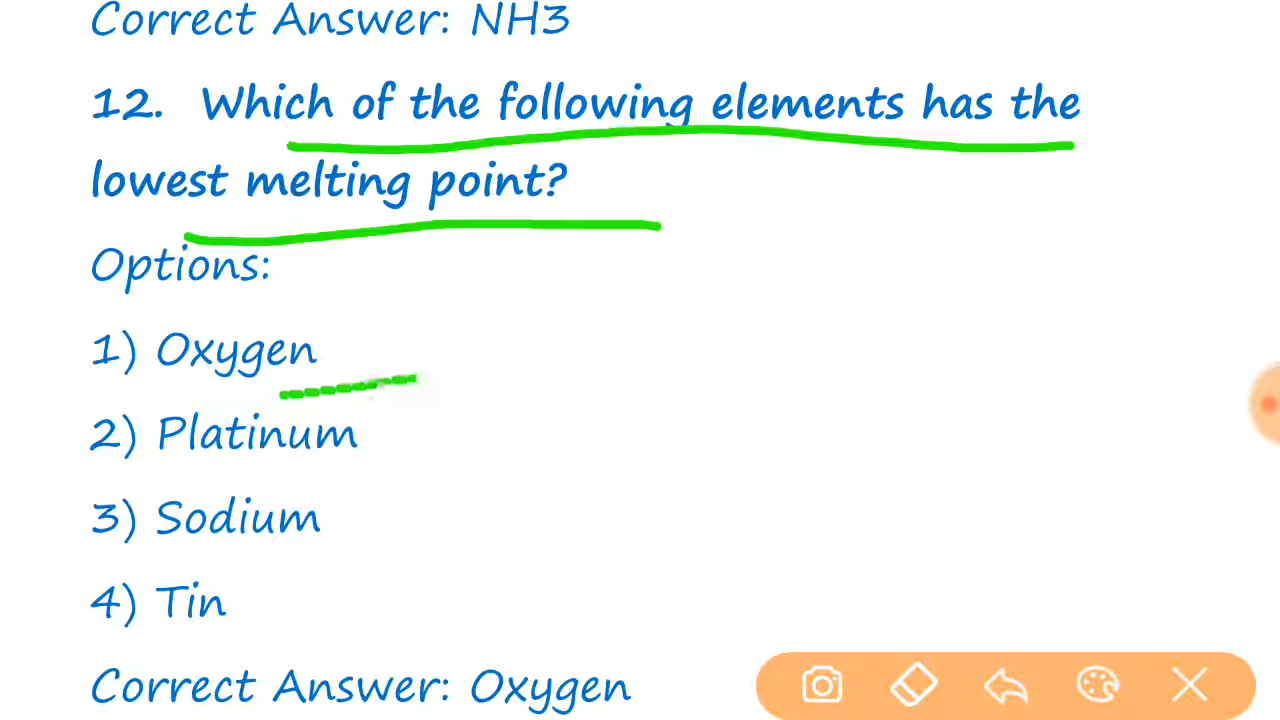 Correct Answer: NH3
12. Which of the following elements has the
lowest melting point?
Options:
1) Oxygen
2) Platinum
3) Sodium
4) Tin
Correct Answer: Oxygen